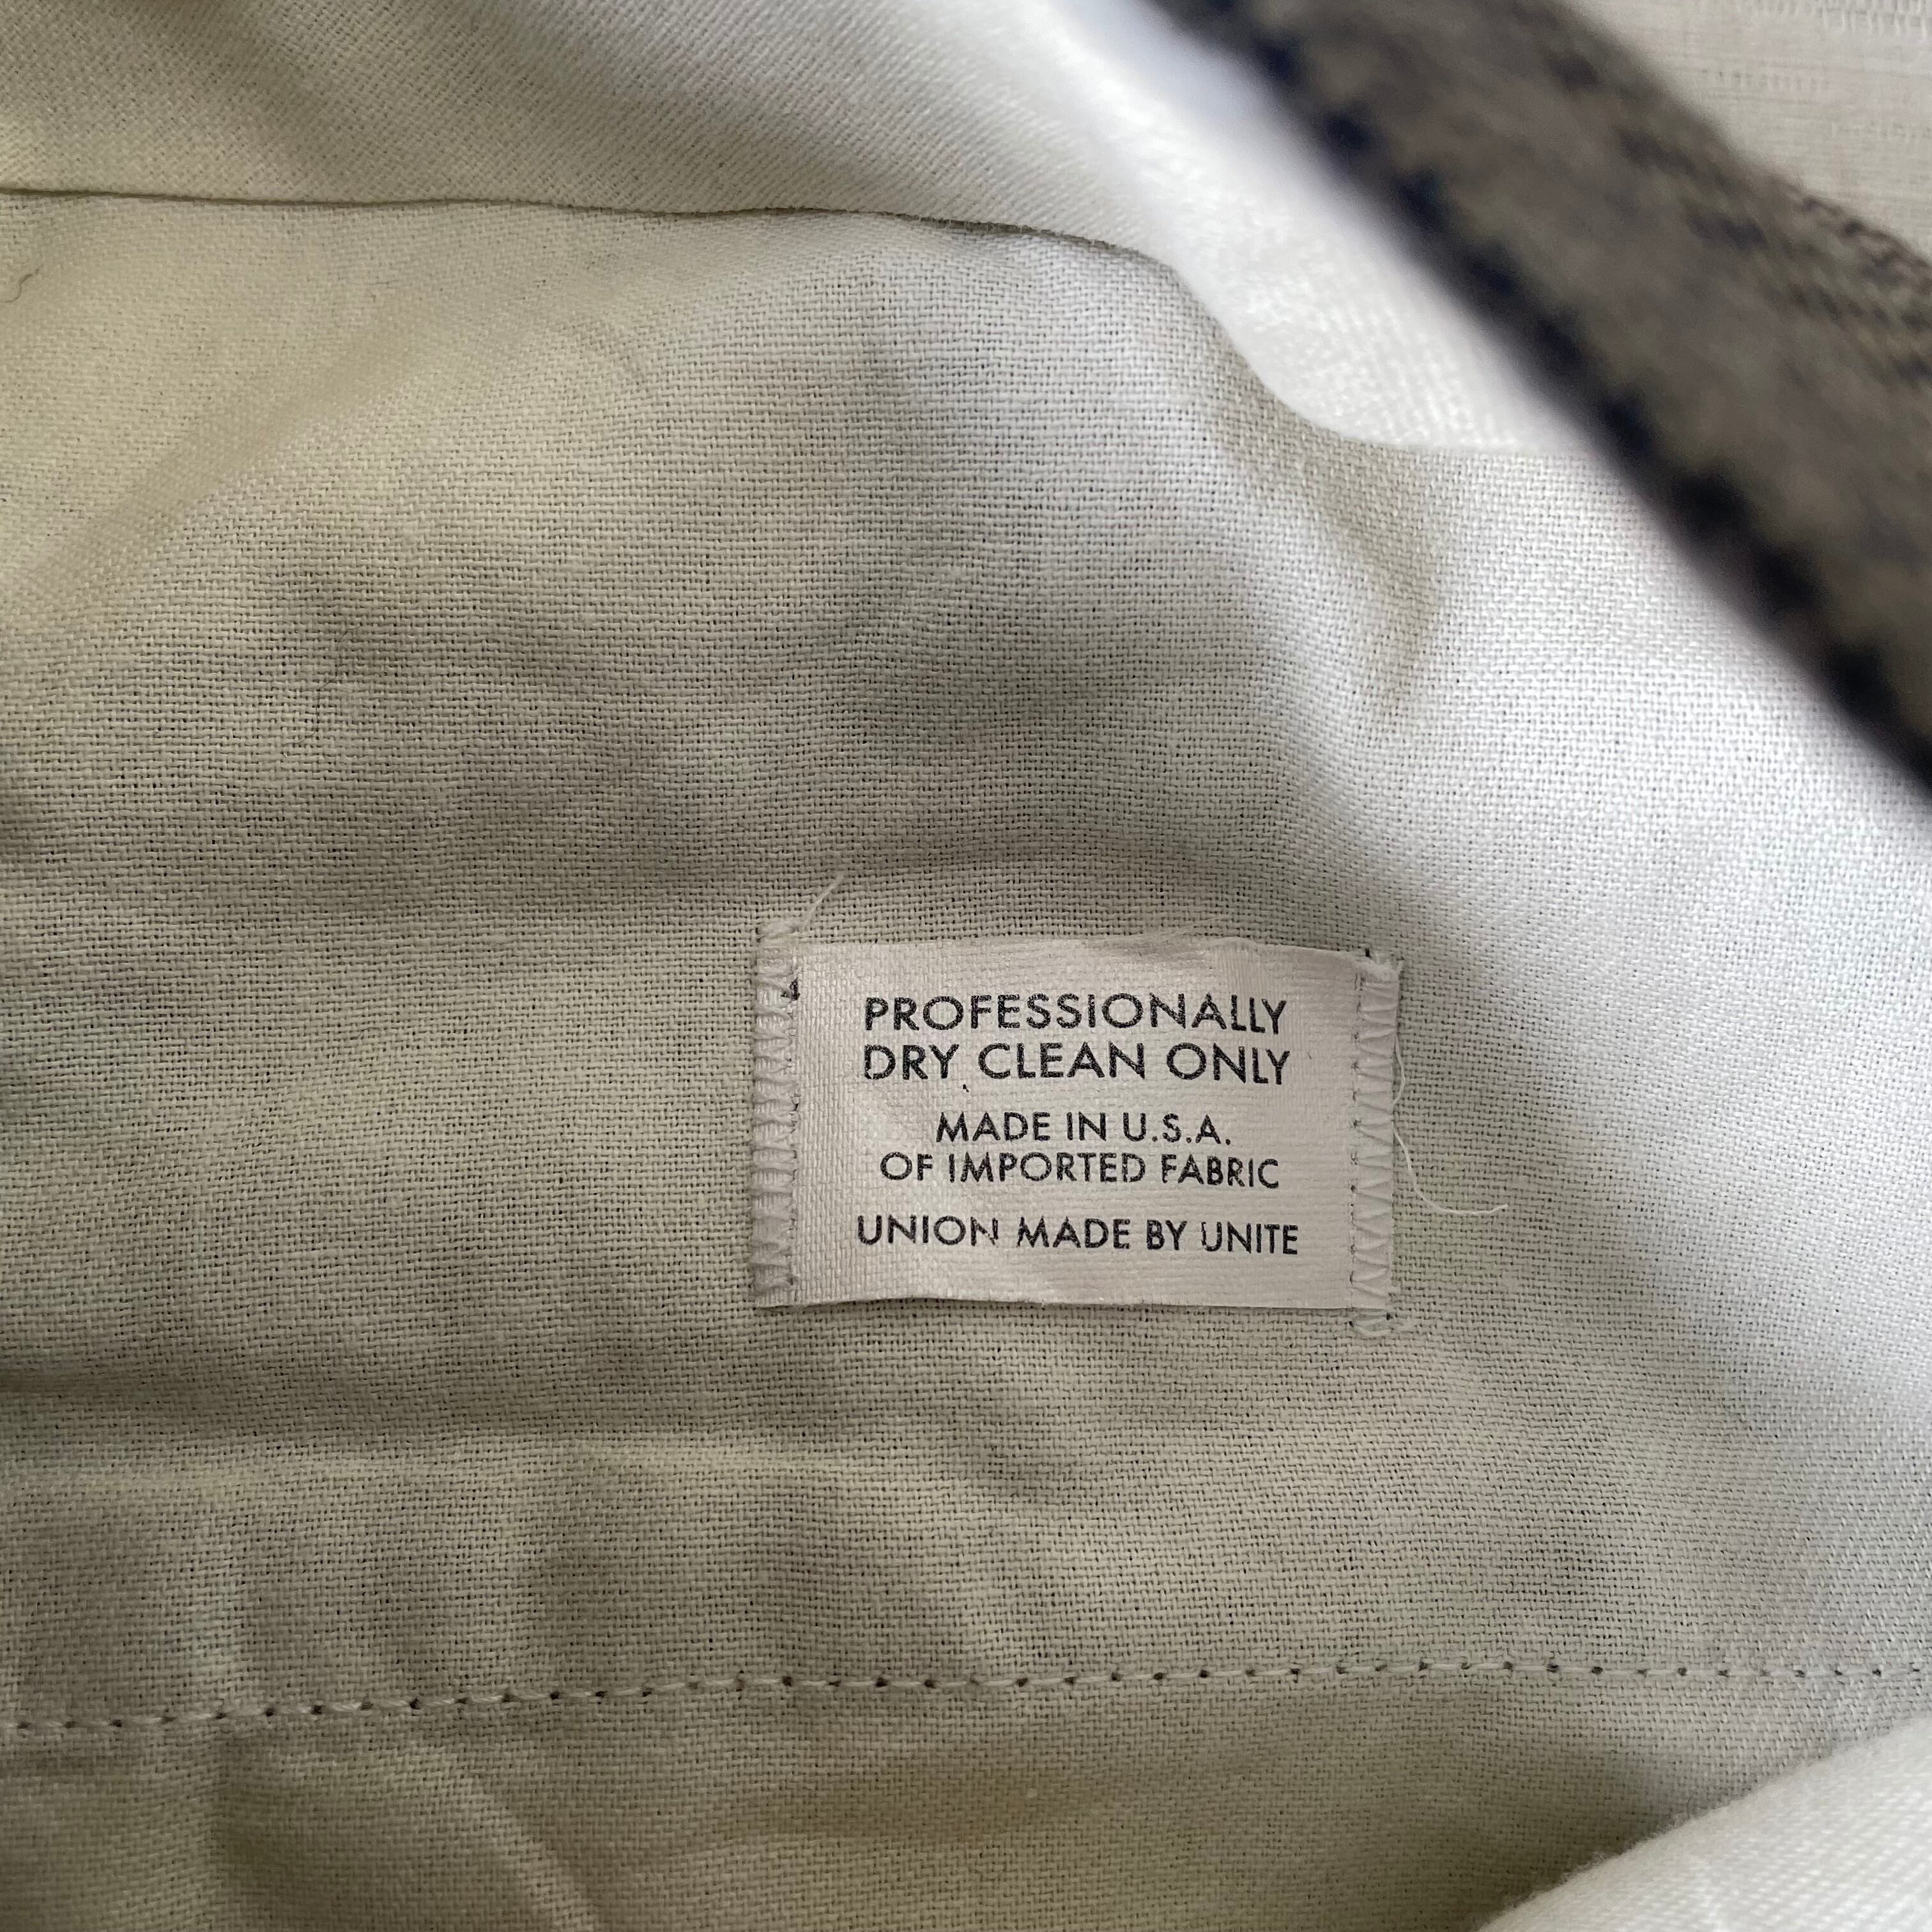 PROFESSIONALLY
DRY CLEAN ONLY
MADE IN U.S.A.
OF IMPORTED FABRIC
UNION MADE BY UNITE